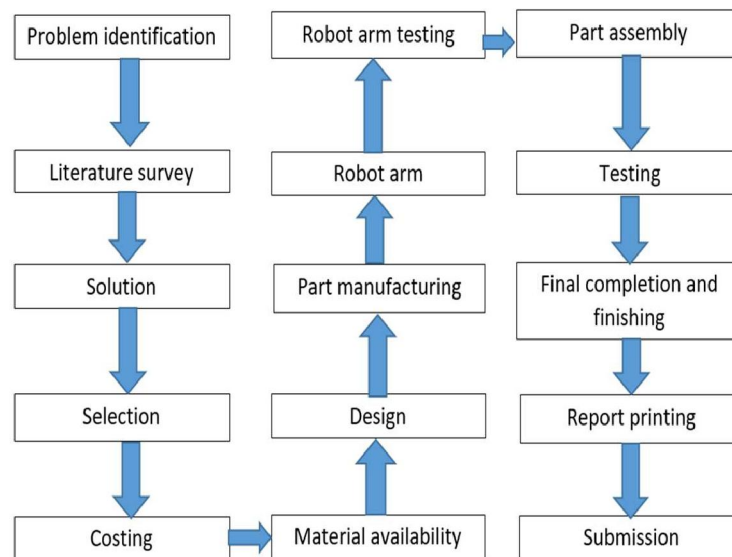 Problem identification
Literature survey
Solution
Selection
Costing
Material availability
Design
Part manufacturing
Robot arm
Robot arm testing
Part assembly
Testing
Final completion and
finishing
Report printing
Submission